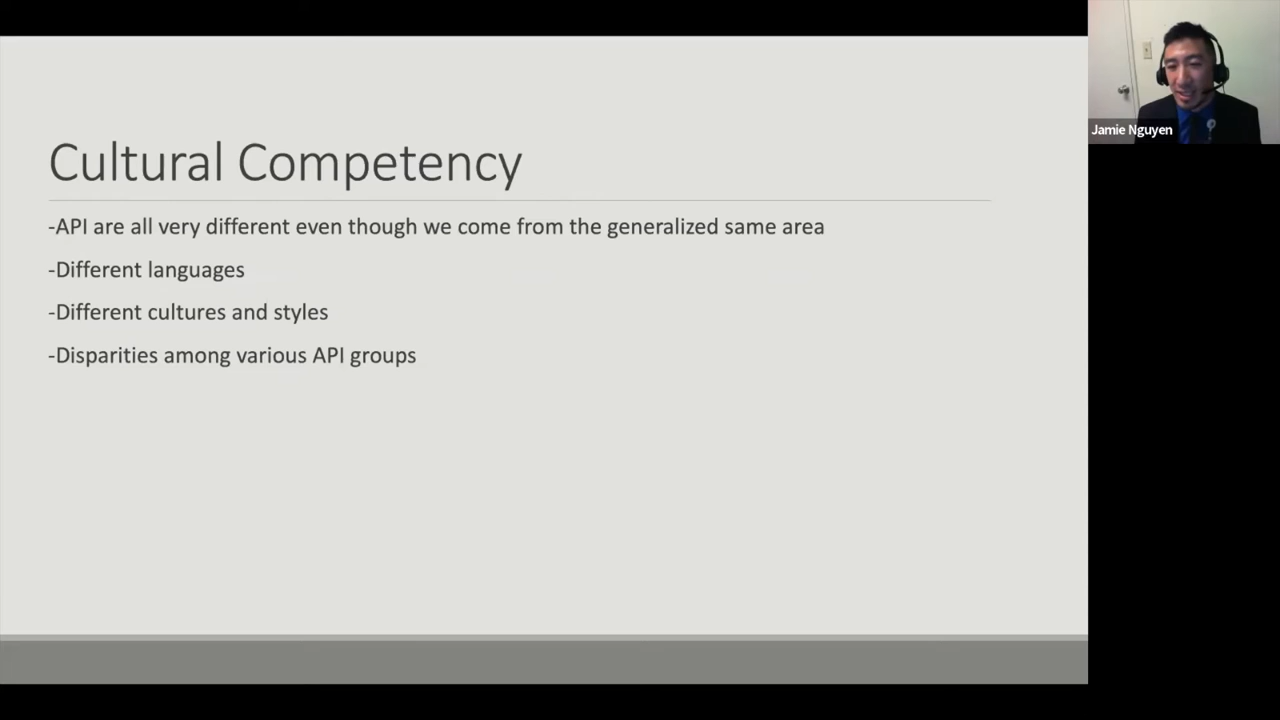 Cultural Competency
-API are all very different even though we come from the generalized same area
-Different languages
-Different cultures and styles
-Disparities among various API groups
Jamie Nguyen